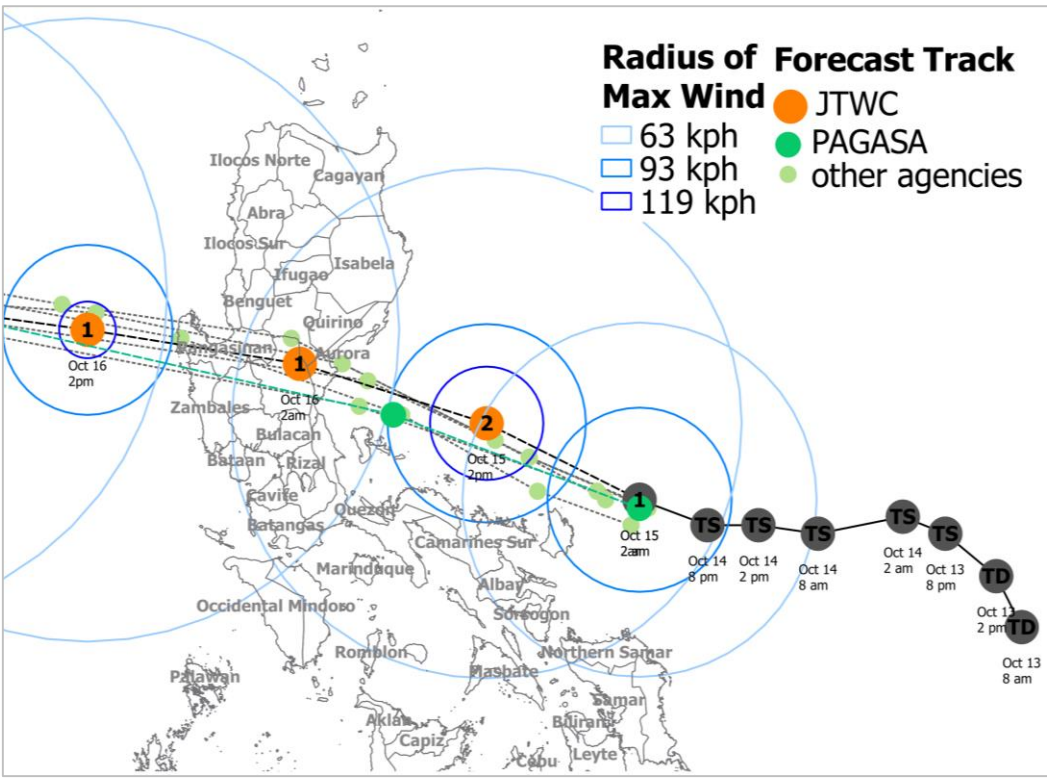 Radius of
Max Wind
63 kph
93 kph
119 kph
Forecast Track
JTWC
PAGASA
other agencies
Ilocos Norte
Cagayan
Abra
Ilocos Sur
Isabela
Ifugao
Benguet
Quirino
Pangasinan
Aurora
Zambales
Bulacan
Bataan
Rizal
Cavite
Batangas
Quezon
Camarines Sur
Marinduque
Albay
Occidental Mindoro
Sorsogon
Romblon
Northern Samar
Masbate
Palawan
Samar
Aklan
Biliran
Capiz
Leyte
Cebu
1
Oct 16
2pm
1
Oct 16
2am
2
Oct 15
2pm
1
Oct 15
2am
TS
Oct 14
8 pm
TS
Oct 14
2 pm
TS
Oct 14
8 am
TS
Oct 14
2 am
TS
Oct 13
8 pm
TD
Oct 13
2 pm
TD
Oct 13
8 am